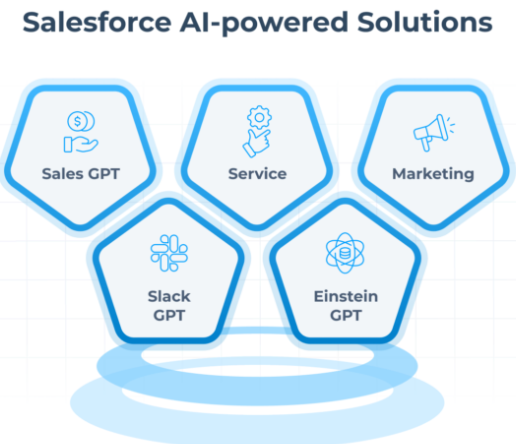 Salesforce AI-powered Solutions
Sales GPT
Service
Marketing
Slack
GPT
Einstein
GPT